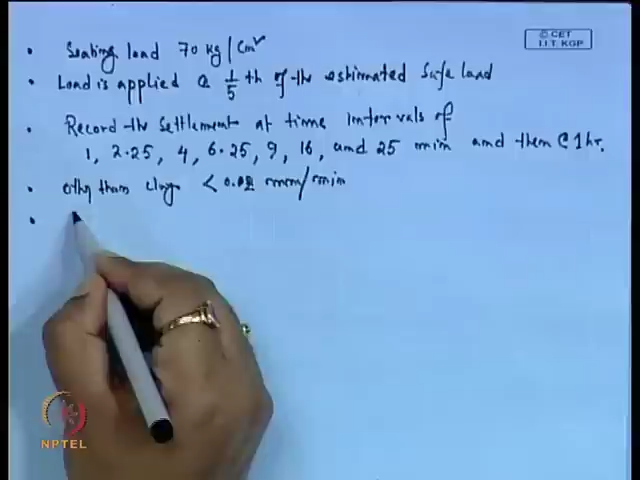 © CET
I.I.T. KGP
• Seating load 70 kg/cm²
• Load is applied @ 1/5 th of the estimated safe load
• Record the settlement at time intervals of
1, 2.25, 4, 6.25, 9, 16, and 25 min and then @ 1 hr.
• other than clay < 0.02 mm/min
•
NPTEL